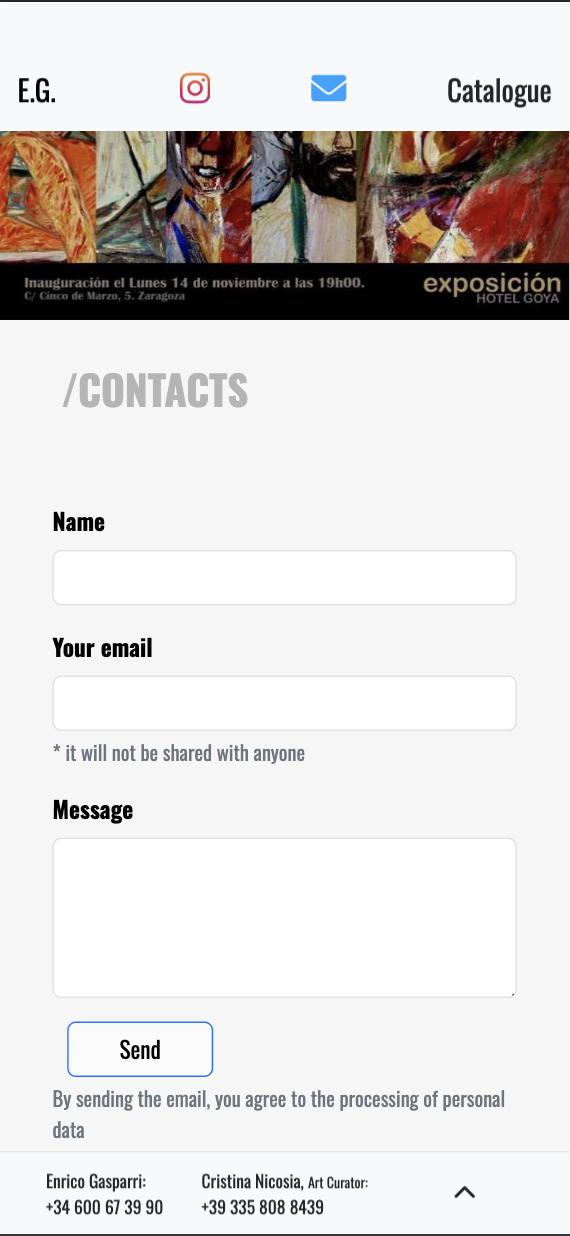 E.G.
Catalogue
Inauguración el Lunes 14 de noviembre a las 19h00.
C/ Cinco de Marzo, 5. Zaragoza
exposición
HOTEL GOYA
/CONTACTS
Name
Your email
* it will not be shared with anyone
Message
Send
By sending the email, you agree to the processing of personal
data
Enrico Gasparri:
+34 600 67 39 90
Cristina Nicosia, Art Curator:
+39 335 808 8439